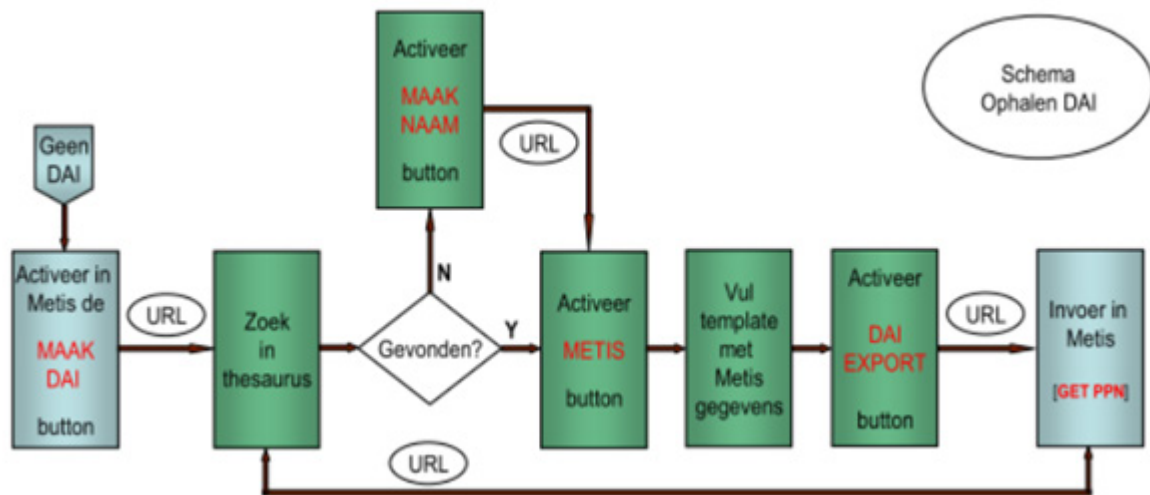 Schema
Ophalen DAI
Geen
DAI
Activeer in
Metis de
MAAK
DAI
button
URL
Zoek
in
thesaurus
Gevonden?
N
Y
Activeer
MAAK
NAAM
button
URL
Activeer
METIS
button
Vul
template
met
Metis
gegevens
Activeer
DAI
EXPORT
button
URL
Invoer in
Metis
[GET PPN]
URL